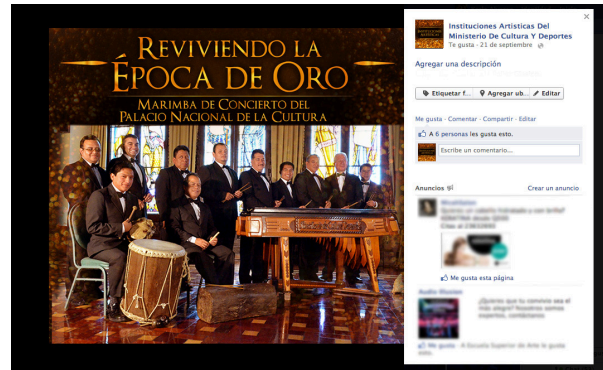 REVIVIENDO LA
ÉPOCA DE ORO
MARIMBA DE CONCIERTO DEL
PALACIO NACIONAL DE LA CULTURA
Instituciones Artisticas Del
Ministerio De Cultura Y Deportes
Te gusta · 21 de septiembre
Agregar una descripción
Etiquetar f... Agregar ub... Editar
Me gusta · Comentar · Compartir · Editar
A 6 personas les gusta esto.
Escribe un comentario...
Anuncios Crear un anuncio
Me gusta esta página